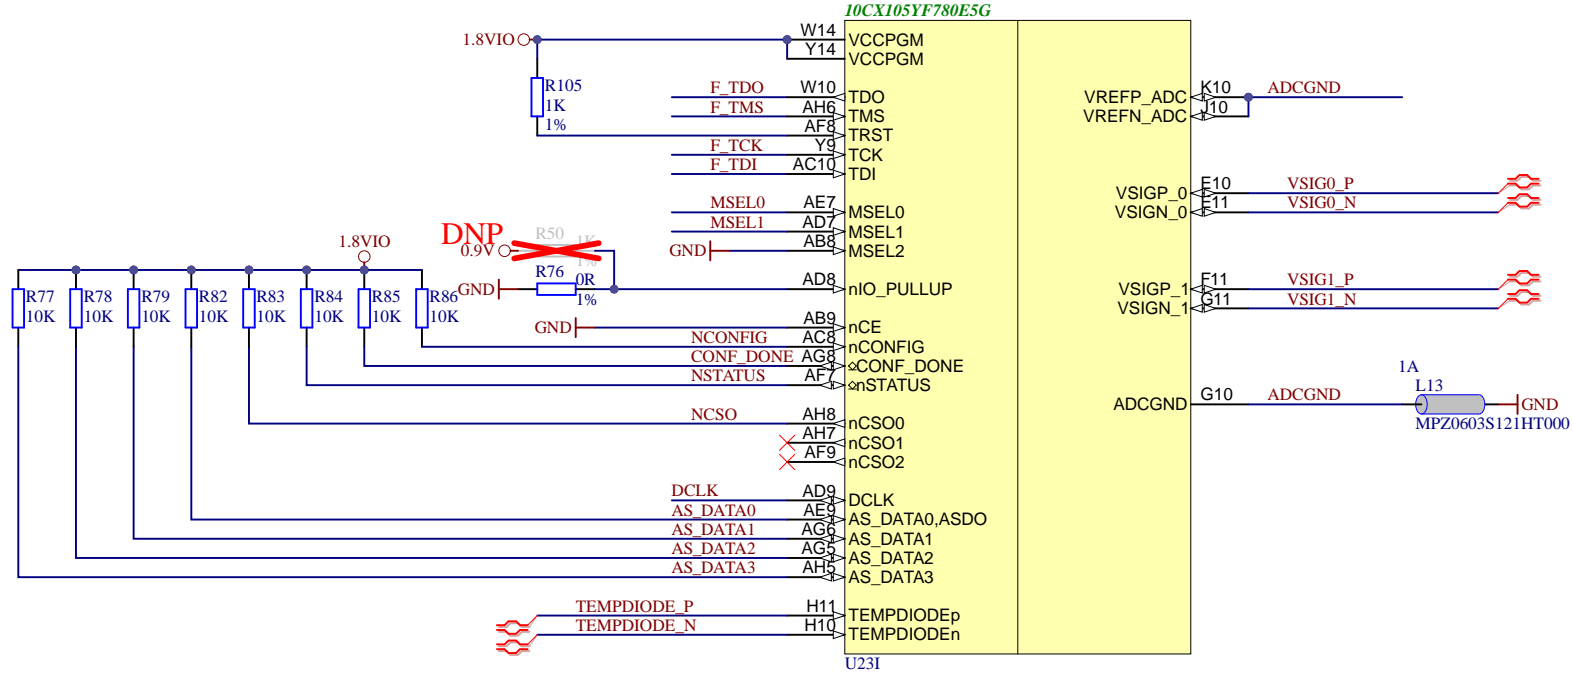 10CX105YF780E5G
1.8VIO
W14
VCCPGM
Y14
VCCPGM
R105
1K
1%
F_TDO
W10
TDO
F_TMS
AH6
TMS
AF8
TRST
F_TCK
Y9
TCK
F_TDI
AC10
TDI
K10
VREFP_ADC
ADCGND
J10
VREFN_ADC
MSEL0
AE7
MSEL0
MSEL1
AD7
MSEL1
GND
AB8
MSEL2
E10
VSIGP_0
VSIG0_P
E11
VSIGN_0
VSIG0_N
DNP
0.9V
R50
1K
1%
R76
0R
1%
GND
AD8
nIO_PULLUP
F11
VSIGP_1
VSIG1_P
G11
VSIGN_1
VSIG1_N
1.8VIO
R77
10K
R78
10K
R79
10K
R82
10K
R83
10K
R84
10K
R85
10K
R86
10K
GND
AB9
nCE
NCONFIG
AC8
nCONFIG
CONF_DONE
AG8
CONF_DONE
NSTATUS
AF7
nSTATUS
NCSO
AH8
nCSO0
AH7
nCSO1
AF9
nCSO2
G10
ADCGND
ADCGND
1A
L13
MPZ0603S121HT000
GND
DCLK
AD9
DCLK
AS_DATA0
AE9
AS_DATA0,ASDO
AS_DATA1
AG6
AS_DATA1
AS_DATA2
AG5
AS_DATA2
AS_DATA3
AH5
AS_DATA3
TEMPDIODE_P
H11
TEMPDIODEp
TEMPDIODE_N
H10
TEMPDIODEn
U23I